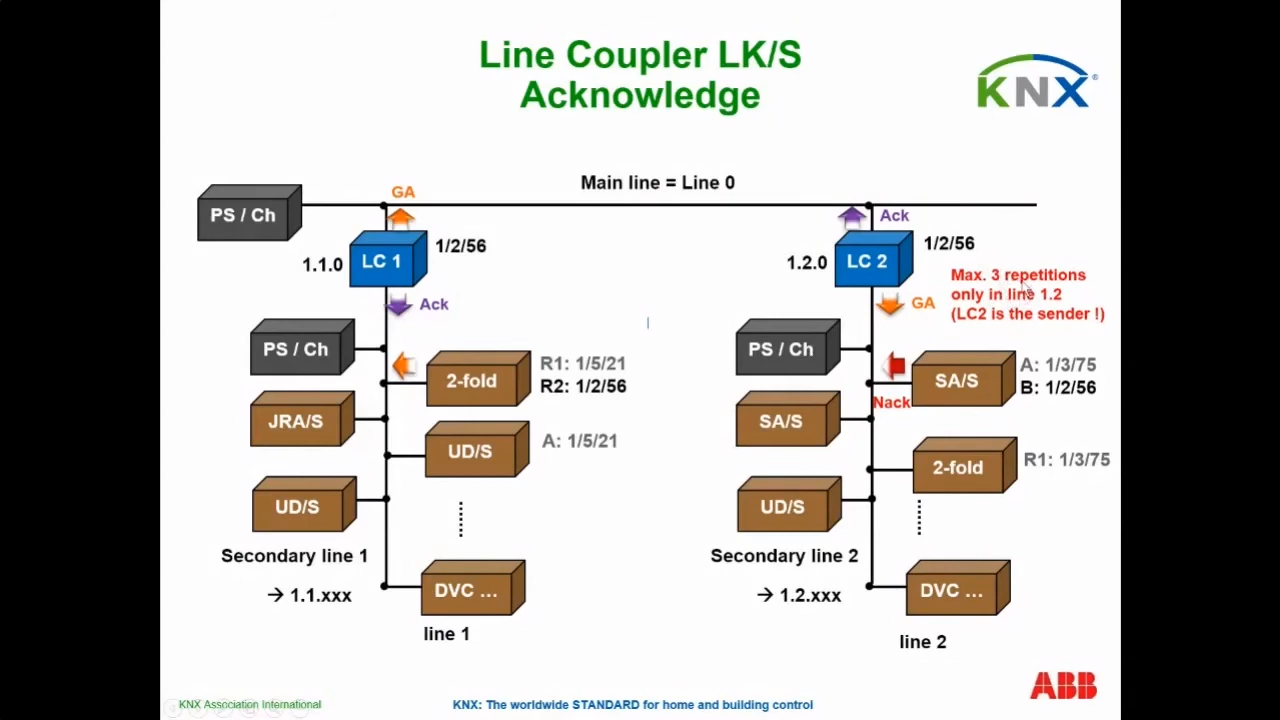 Line Coupler LK/S
Acknowledge
KNX®
Main line = Line 0
GA
PS / Ch
LC 1
1/2/56
1.1.0
Ack
PS / Ch
2-fold
R1: 1/5/21
R2: 1/2/56
JRA/S
UD/S
A: 1/5/21
UD/S
Secondary line 1
→ 1.1.xxx
DVC ...
line 1
Ack
LC 2
1/2/56
1.2.0
Max. 3 repetitions
only in line 1.2
(LC2 is the sender !)
GA
PS / Ch
SA/S
A: 1/3/75
B: 1/2/56
Nack
SA/S
2-fold
R1: 1/3/75
UD/S
Secondary line 2
→ 1.2.xxx
DVC ...
line 2
ABB
KNX Association International
KNX: The worldwide STANDARD for home and building control